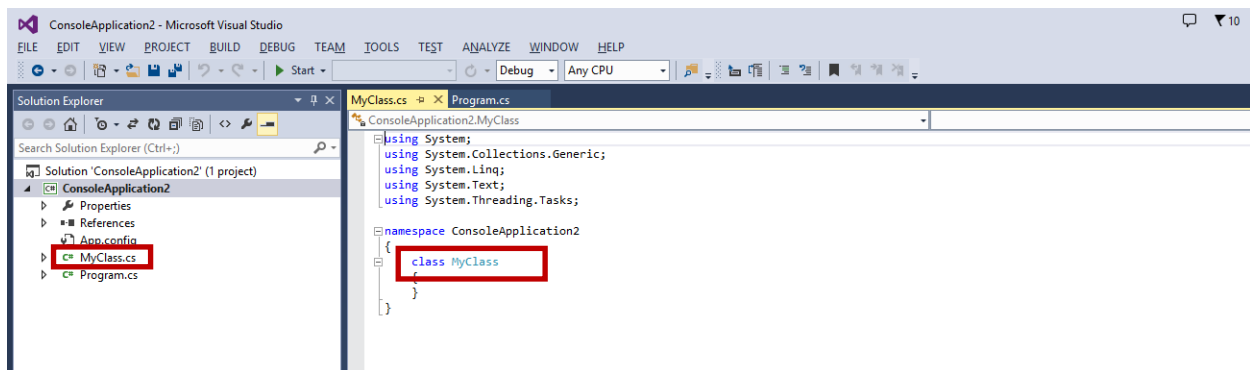 ConsoleApplication2 - Microsoft Visual Studio
10
FILE EDIT VIEW PROJECT BUILD DEBUG TEAM TOOLS TEST ANALYZE WINDOW HELP
Start Debug Any CPU
Solution Explorer
Search Solution Explorer (Ctrl+;)
Solution 'ConsoleApplication2' (1 project)
ConsoleApplication2
Properties
References
App.config
C# MyClass.cs
C# Program.cs
MyClass.cs Program.cs
ConsoleApplication2.MyClass
using System;
using System.Collections.Generic;
using System.Linq;
using System.Text;
using System.Threading.Tasks;
namespace ConsoleApplication2
{
class MyClass
{
}
}